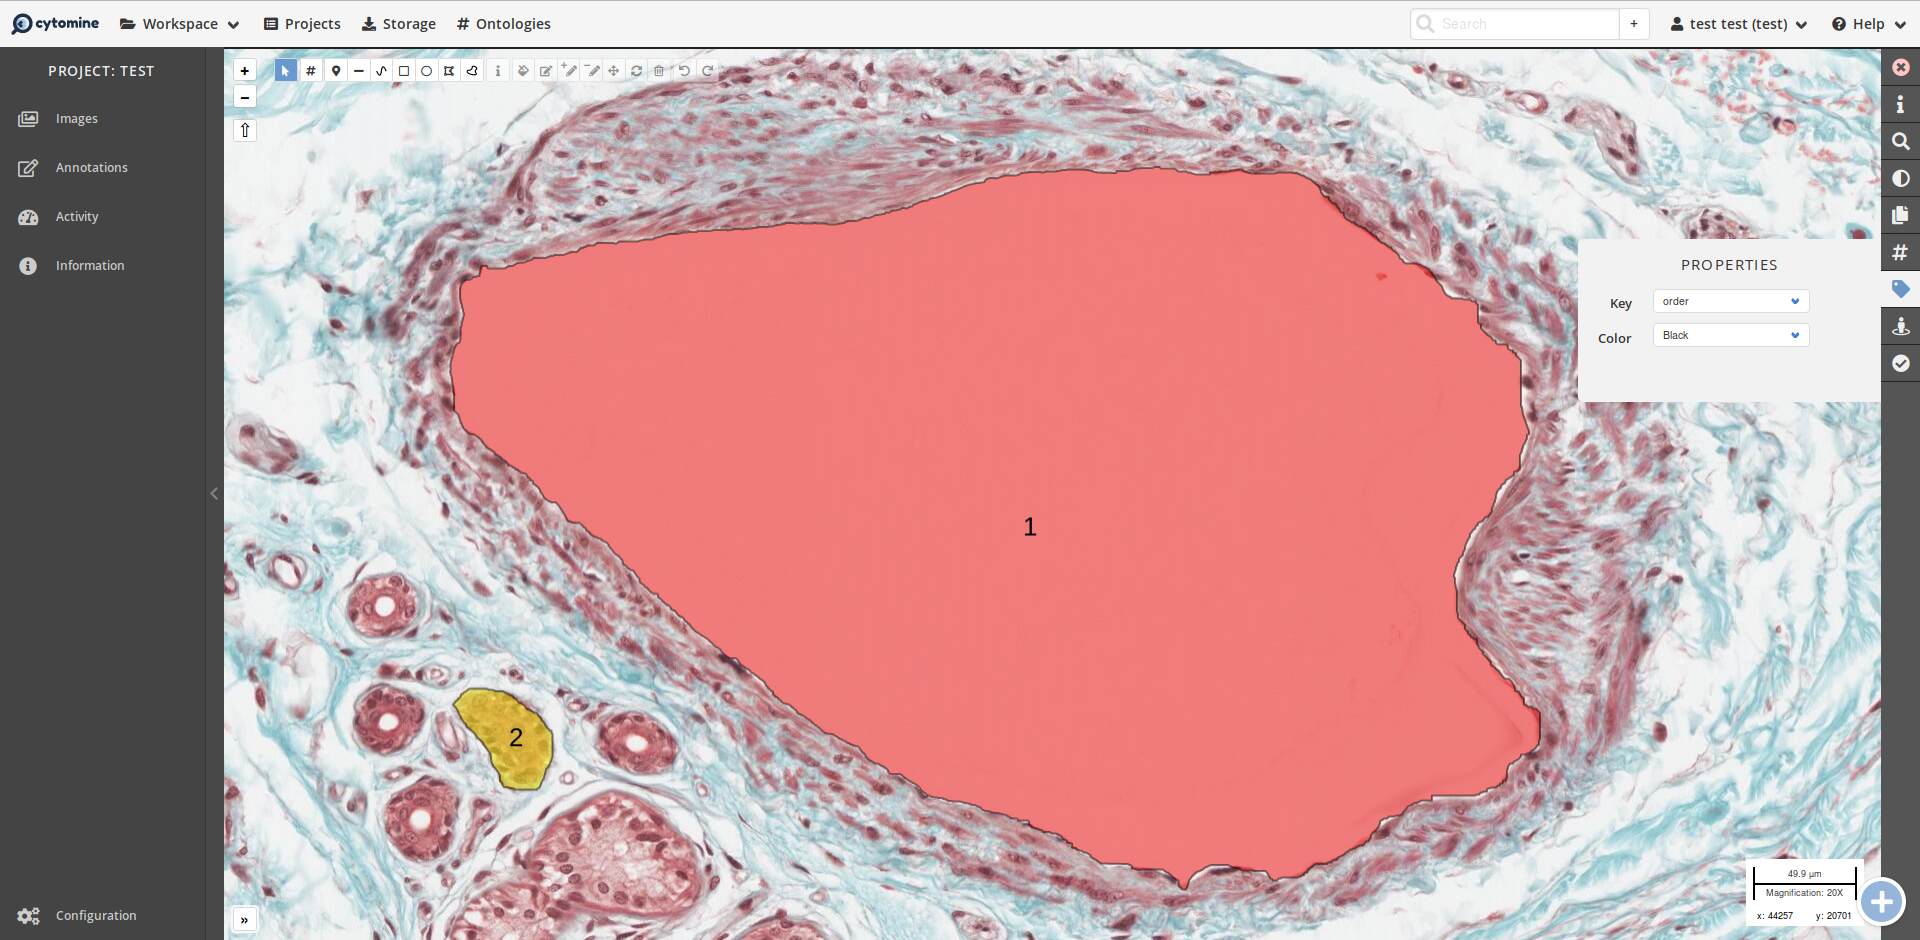 cytomine
Workspace
Projects
Storage
Ontologies
Search
+
test test (test)
Help
PROJECT: TEST
Images
Annotations
Activity
Information
Configuration
+
−
⇧
#
i
1
2
PROPERTIES
Key
order
Color
Black
»
49.9 µm
Magnification: 20X
x: 44257 y: 20701